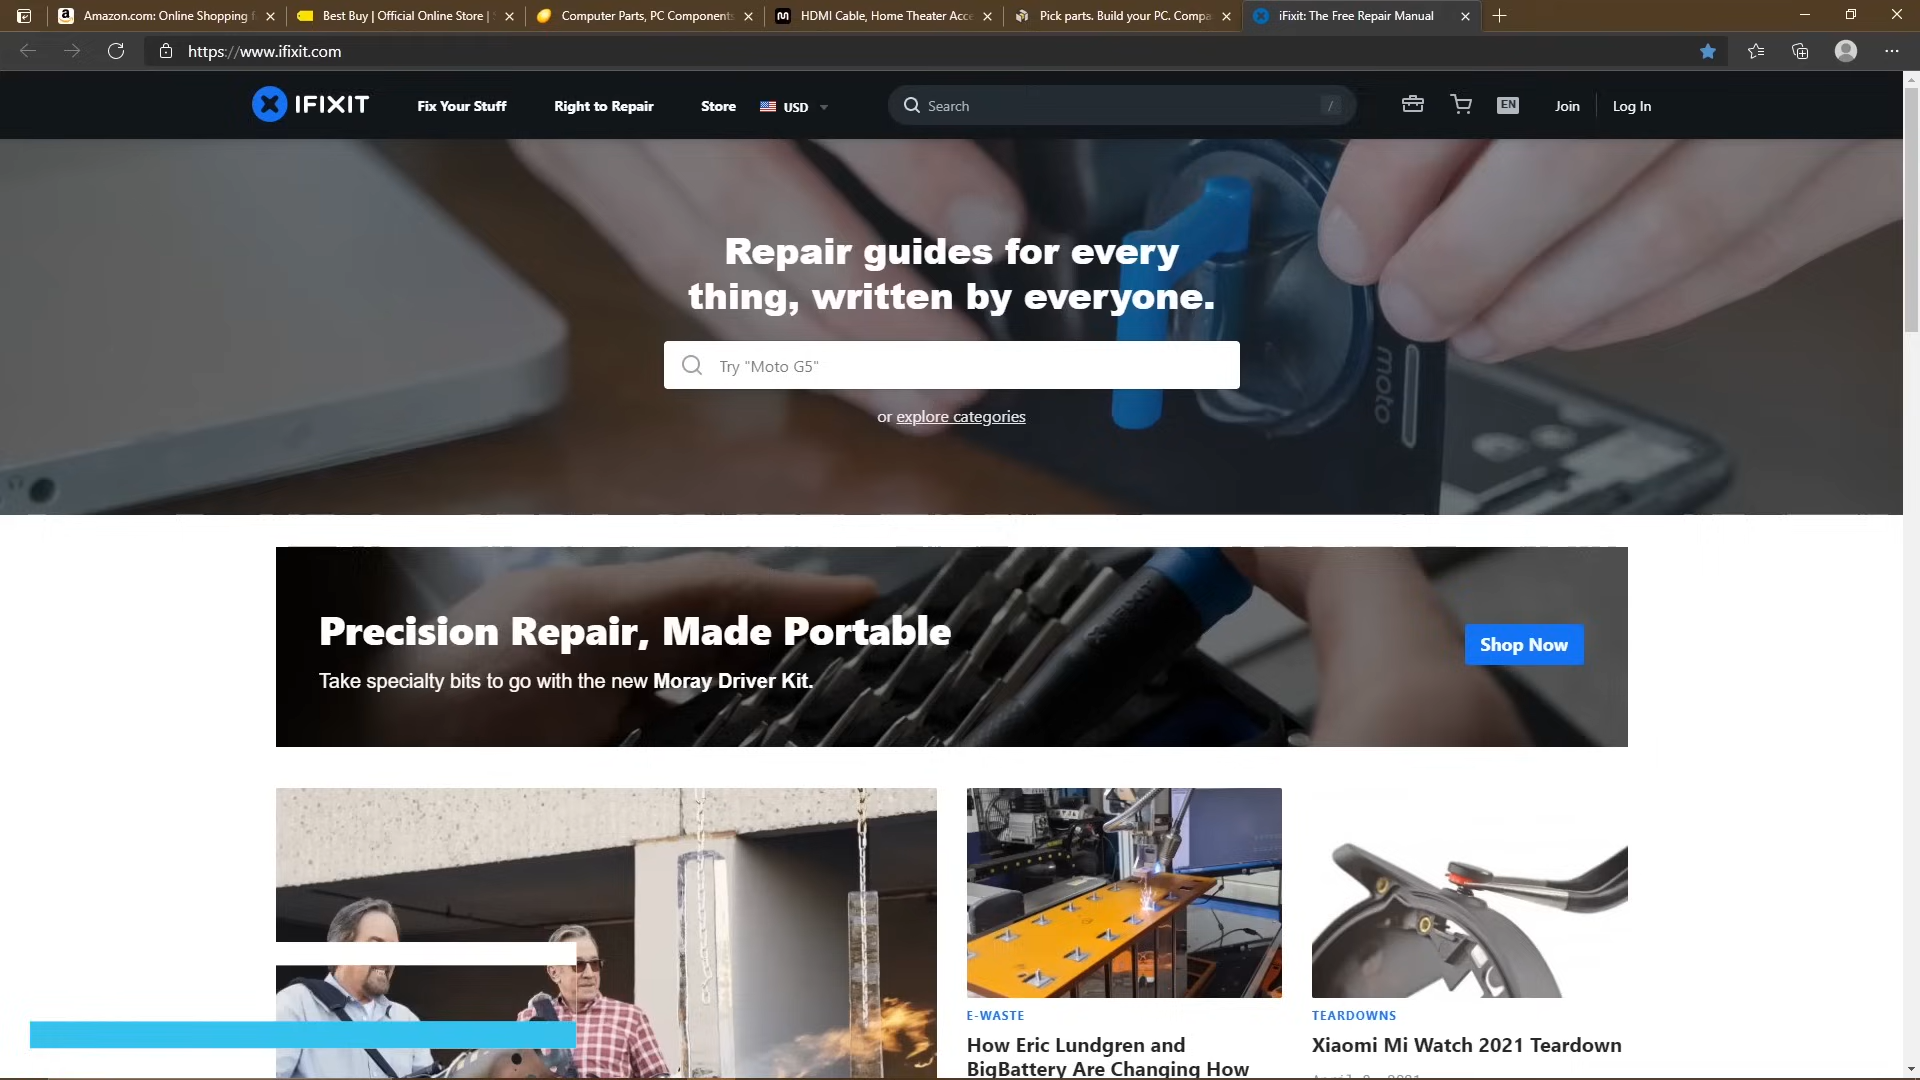 Amazon.com: Online Shopping f
Best Buy | Official Online Store |
Computer Parts, PC Components
HDMI Cable, Home Theater Acce
Pick parts. Build your PC. Compa
iFixit: The Free Repair Manual
https://www.ifixit.com
IFIXIT
Fix Your Stuff
Right to Repair
Store
USD
Search
/
EN
Join
Log In
Repair guides for every
thing, written by everyone.
Try "Moto G5"
or explore categories
moto
Precision Repair, Made Portable
Take specialty bits to go with the new Moray Driver Kit.
Shop Now
E-WASTE
How Eric Lundgren and
BigBattery Are Changing How
TEARDOWNS
Xiaomi Mi Watch 2021 Teardown